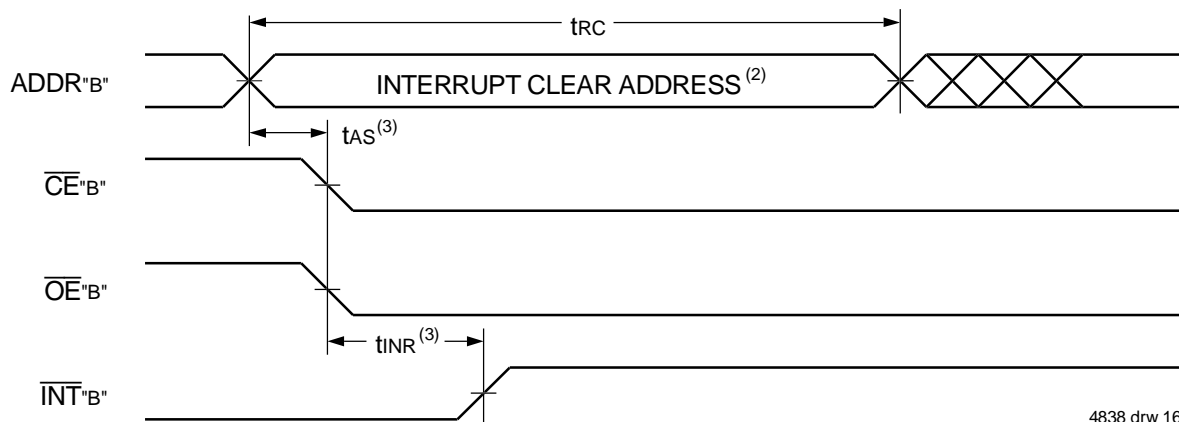 tRC
ADDR"B"
INTERRUPT CLEAR ADDRESS (2)
tAS(3)
CE"B"
OE"B"
tINR(3)
INT"B"
4838 drw 16